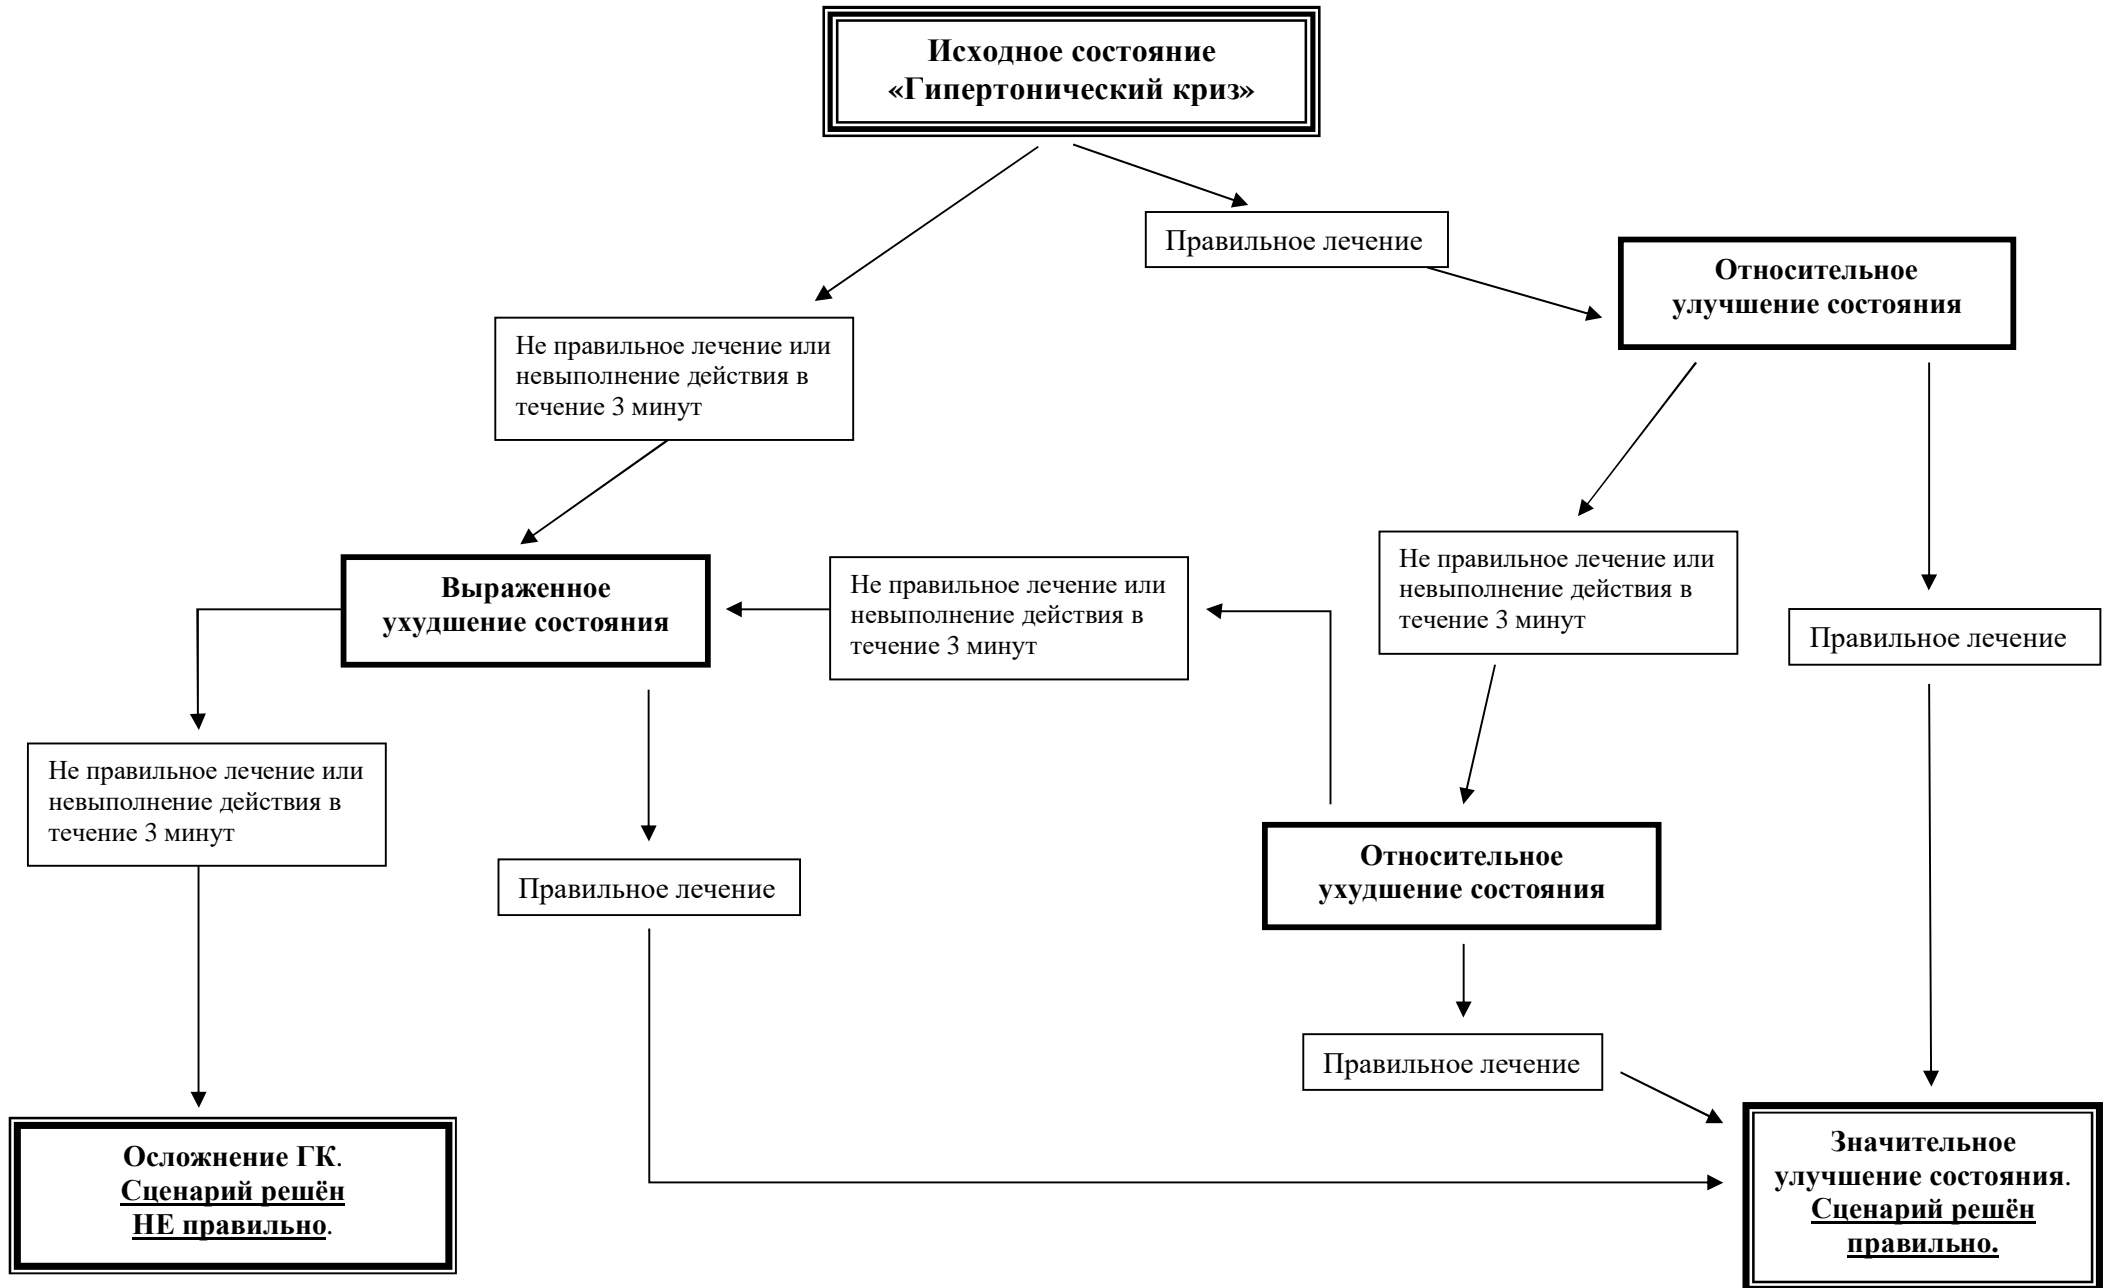 Исходное состояние
«Гипертонический криз»
Правильное лечение
Относительное
улучшение состояния
Не правильное лечение или
невыполнение действия в
течение 3 минут
Выраженное
ухудшение состояния
Не правильное лечение или
невыполнение действия в
течение 3 минут
Не правильное лечение или
невыполнение действия в
течение 3 минут
Правильное лечение
Не правильное лечение или
невыполнение действия в
течение 3 минут
Правильное лечение
Относительное
ухудшение состояния
Правильное лечение
Осложнение ГК.
Сценарий решён
НЕ правильно.
Значительное
улучшение состояния.
Сценарий решён
правильно.